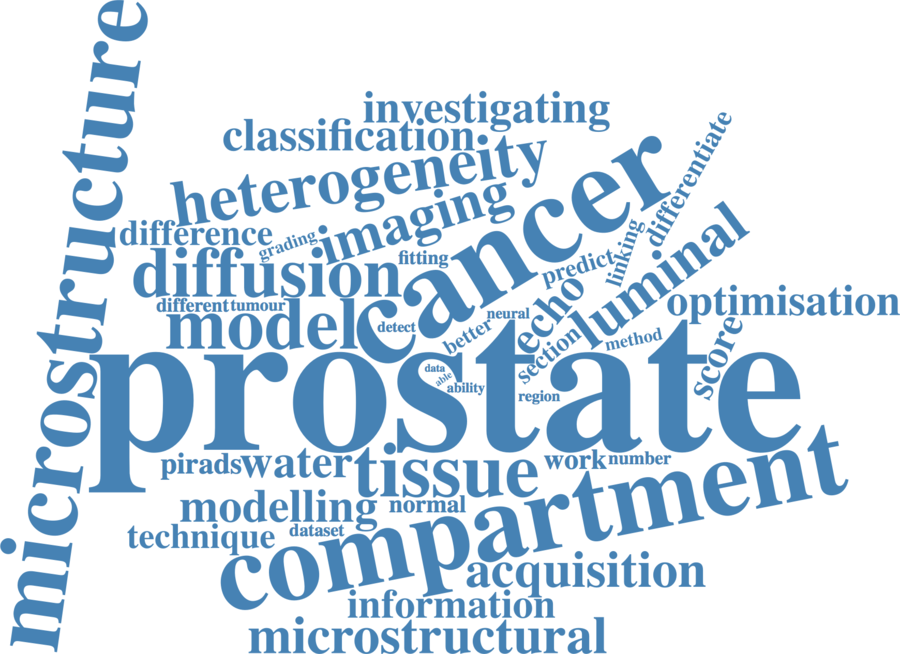 microstructure
investigating
classification
heterogeneity
cancer
differentiate
imaging
difference
grading
linking
luminal
diffusion
fitting
predict
echo
optimisation
different
tumour
model
detect
neural
better
section
method
score
prostate
data
able
ability
region
pirads
water
tissue
work
number
compartment
modelling
normal
technique
dataset
acquisition
information
microstructural